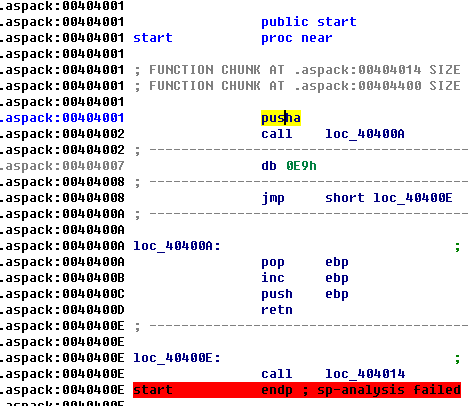 .aspack:00404001
.aspack:00404001 public start
.aspack:00404001 start proc near
.aspack:00404001
.aspack:00404001 ; FUNCTION CHUNK AT .aspack:00404014 SIZE
.aspack:00404001 ; FUNCTION CHUNK AT .aspack:00404400 SIZE
.aspack:00404001
.aspack:00404001 pusha
.aspack:00404002 call loc_40400A
.aspack:00404002 ; ---------------------------------------
.aspack:00404007 db 0E9h
.aspack:00404008 ; ---------------------------------------
.aspack:00404008 jmp short loc_40400E
.aspack:0040400A ; ---------------------------------------
.aspack:0040400A
.aspack:0040400A loc_40400A: ;
.aspack:0040400A pop ebp
.aspack:0040400B inc ebp
.aspack:0040400C push ebp
.aspack:0040400D retn
.aspack:0040400E ; ---------------------------------------
.aspack:0040400E
.aspack:0040400E loc_40400E: ;
.aspack:0040400E call loc_404014
.aspack:0040400E start endp ; sp-analysis failed
.aspack:0040400E